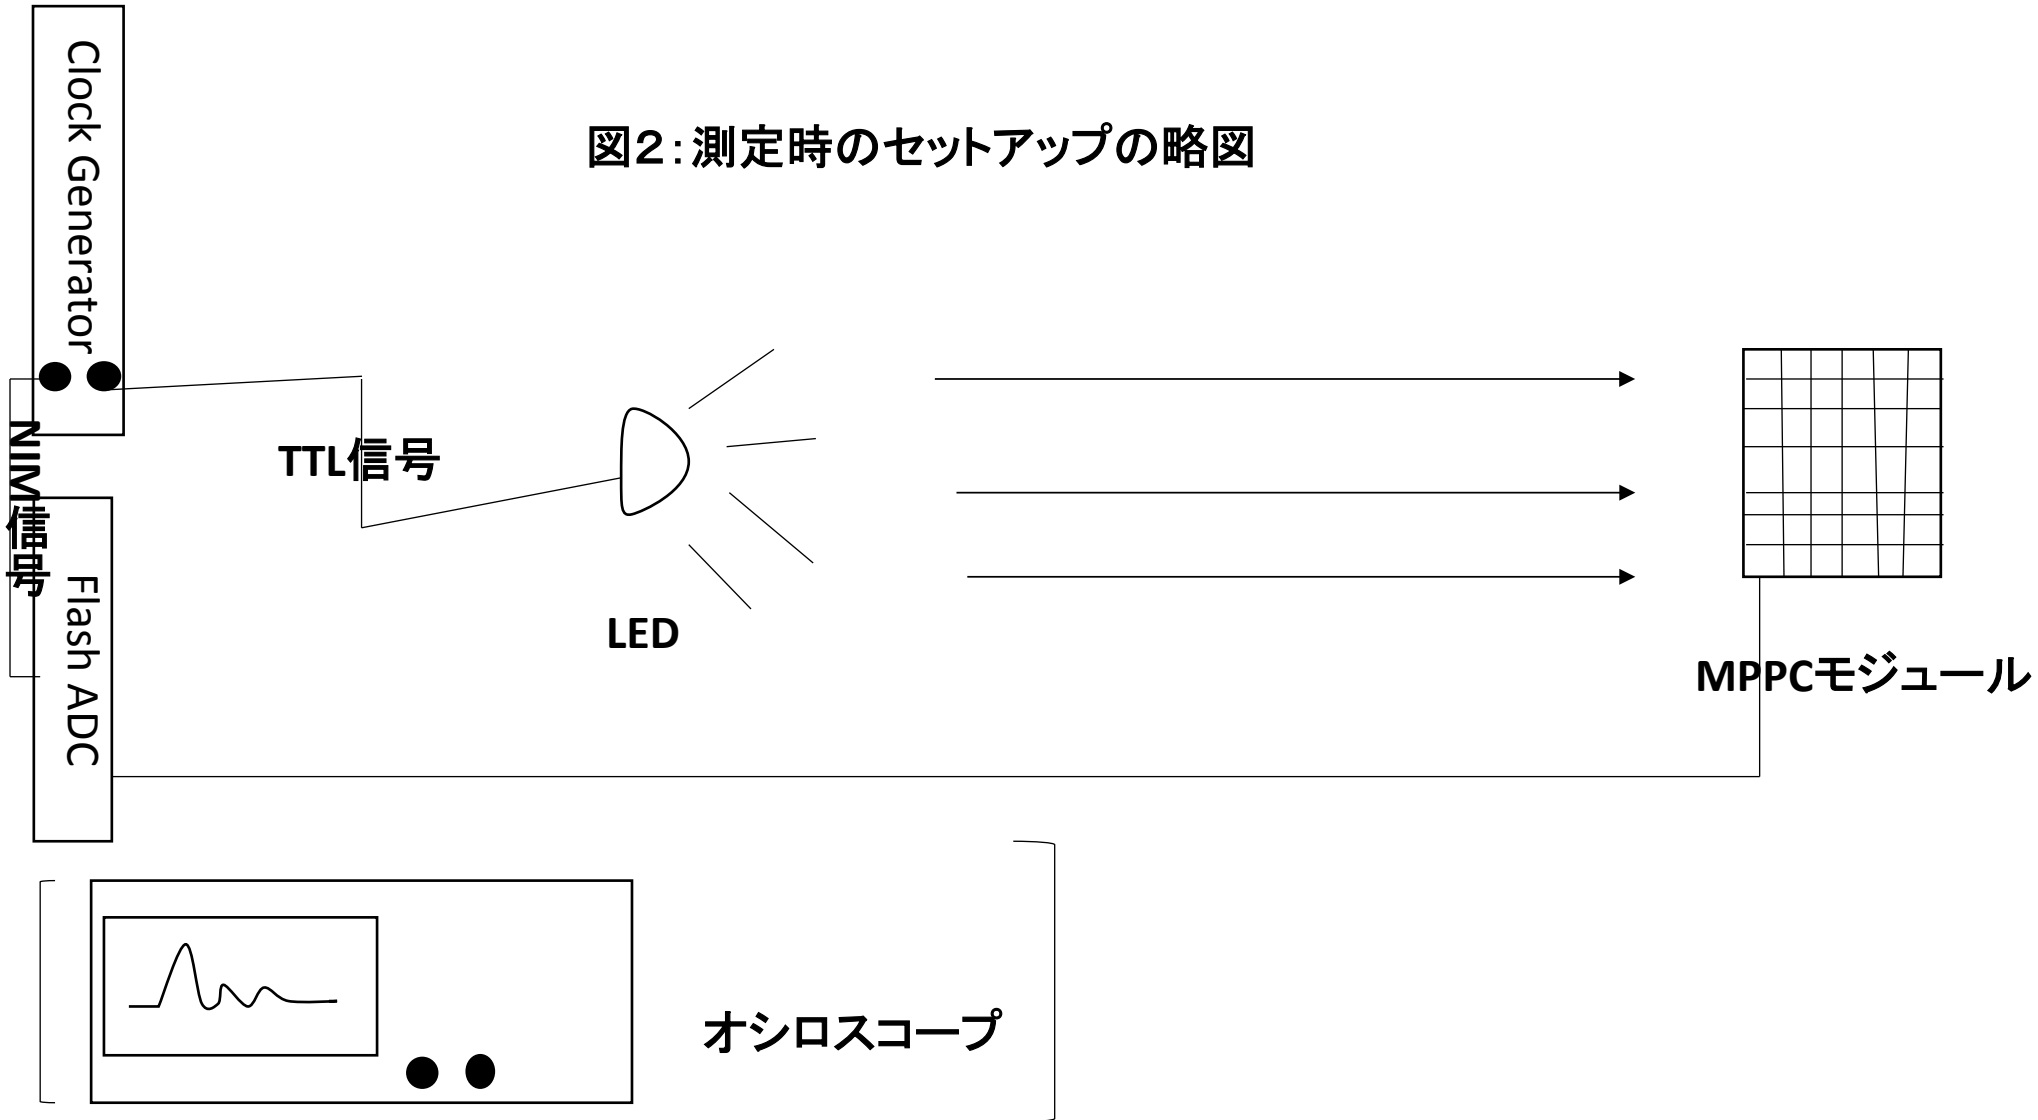 Clock Generator
図2：測定時のセットアップの略図
NIM信号
TTL信号
LED
MPPCモジュール
Flash ADC
オシロスコープ